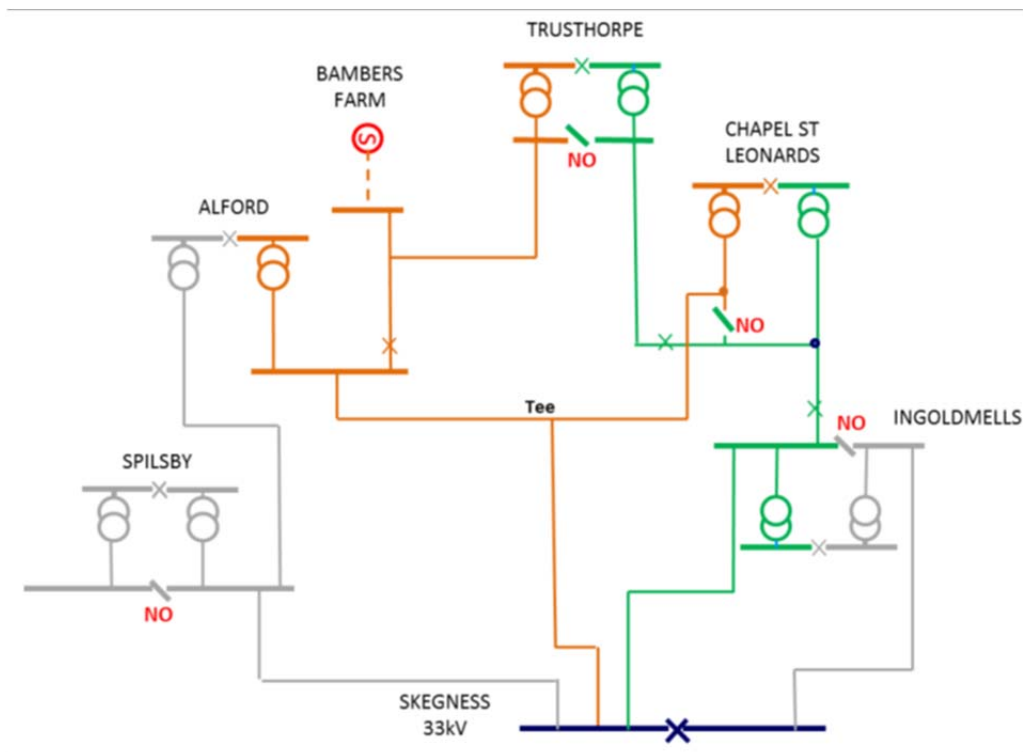 TRUSTHORPE
BAMBERS
FARM
S
NO
CHAPEL ST
LEONARDS
ALFORD
NO
Tee
NO
INGOLDMELLS
SPILSBY
NO
SKEGNESS
33kV